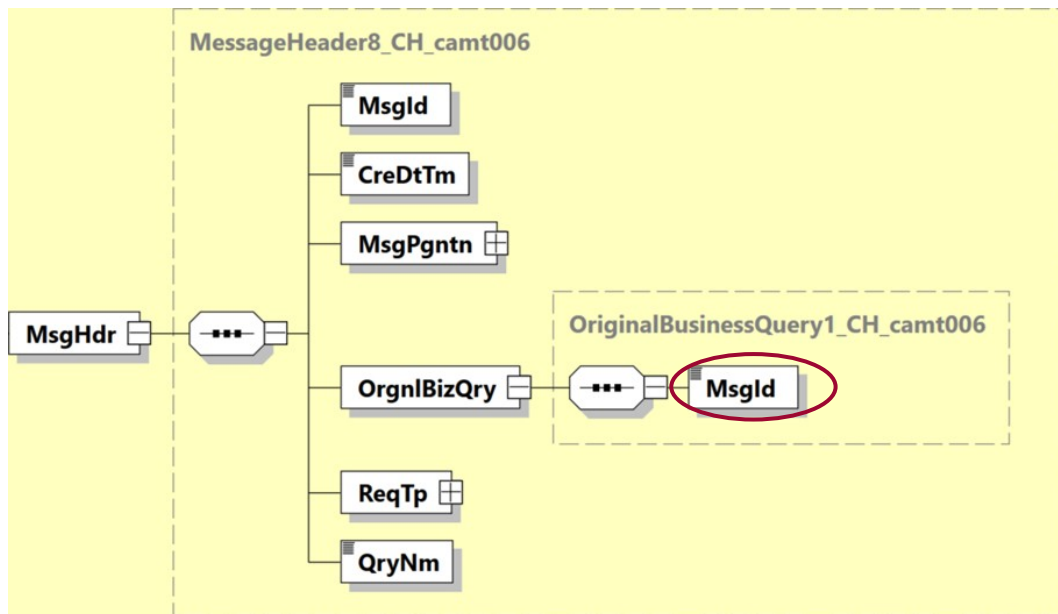 MessageHeader8_CH_camt006
MsgId
CreDtTm
MsgPgntn
MsgHdr
OriginalBusinessQuery1_CH_camt006
OrgnlBizQry
MsgId
ReqTp
QryNm